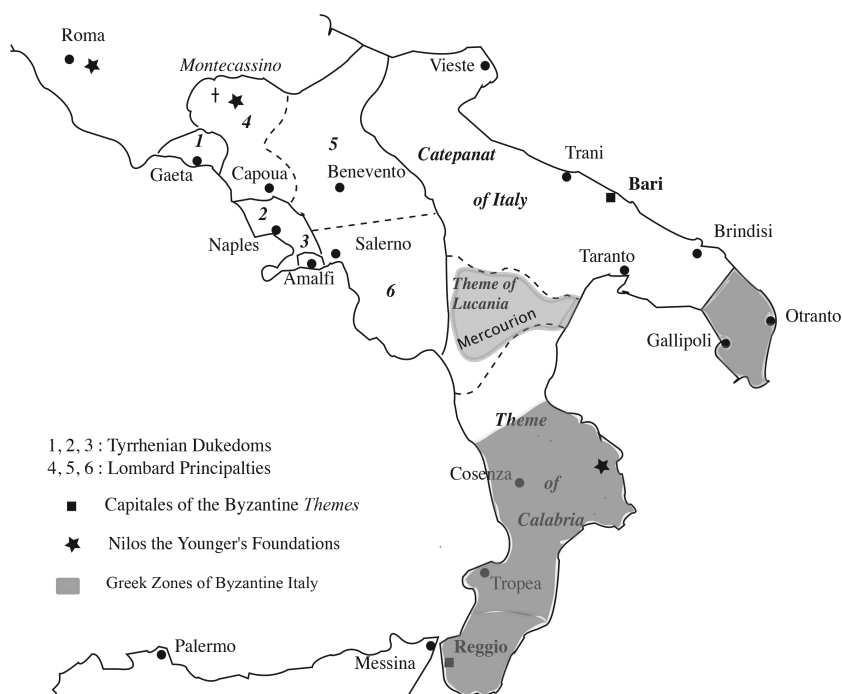 Roma
Montecassino
Vieste
4
1
5
Catepanat
of Italy
Trani
Gaeta
Capoua
Benevento
Bari
2
Naples
3
Salerno
Brindisi
Taranto
Amalfi
6
Theme of
Lucania
Mercourion
Otranto
Gallipoli
Theme
of
Calabria
Cosenza
1, 2, 3 : Tyrrhenian Dukedoms
4, 5, 6 : Lombard Principalties
Capitales of the Byzantine Themes
Nilos the Younger's Foundations
Greek Zones of Byzantine Italy
Tropea
Palermo
Messina
Reggio